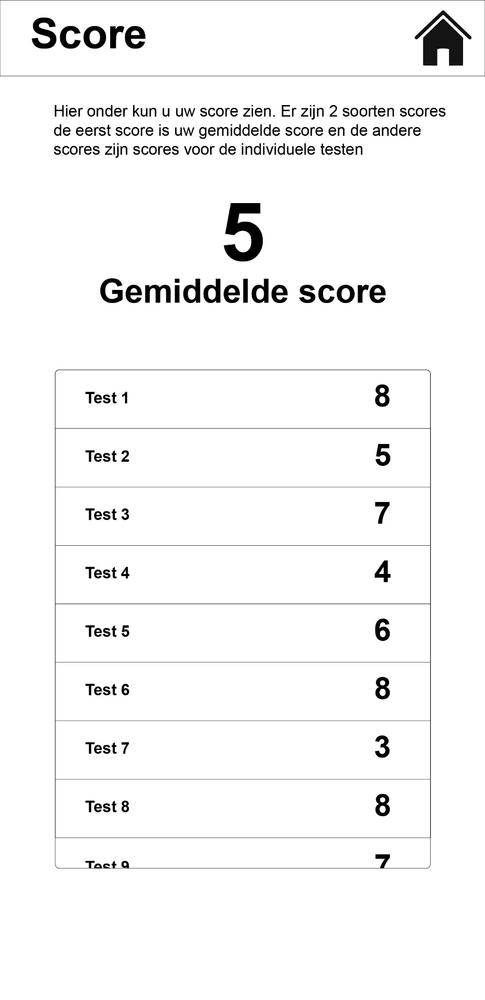 Score
Hier onder kun u uw score zien. Er zijn 2 soorten scores
de eerst score is uw gemiddelde score en de andere
scores zijn scores voor de individuele testen
5
Gemiddelde score
Test 1 8
Test 2 5
Test 3 7
Test 4 4
Test 5 6
Test 6 8
Test 7 3
Test 8 8
Test 9 7